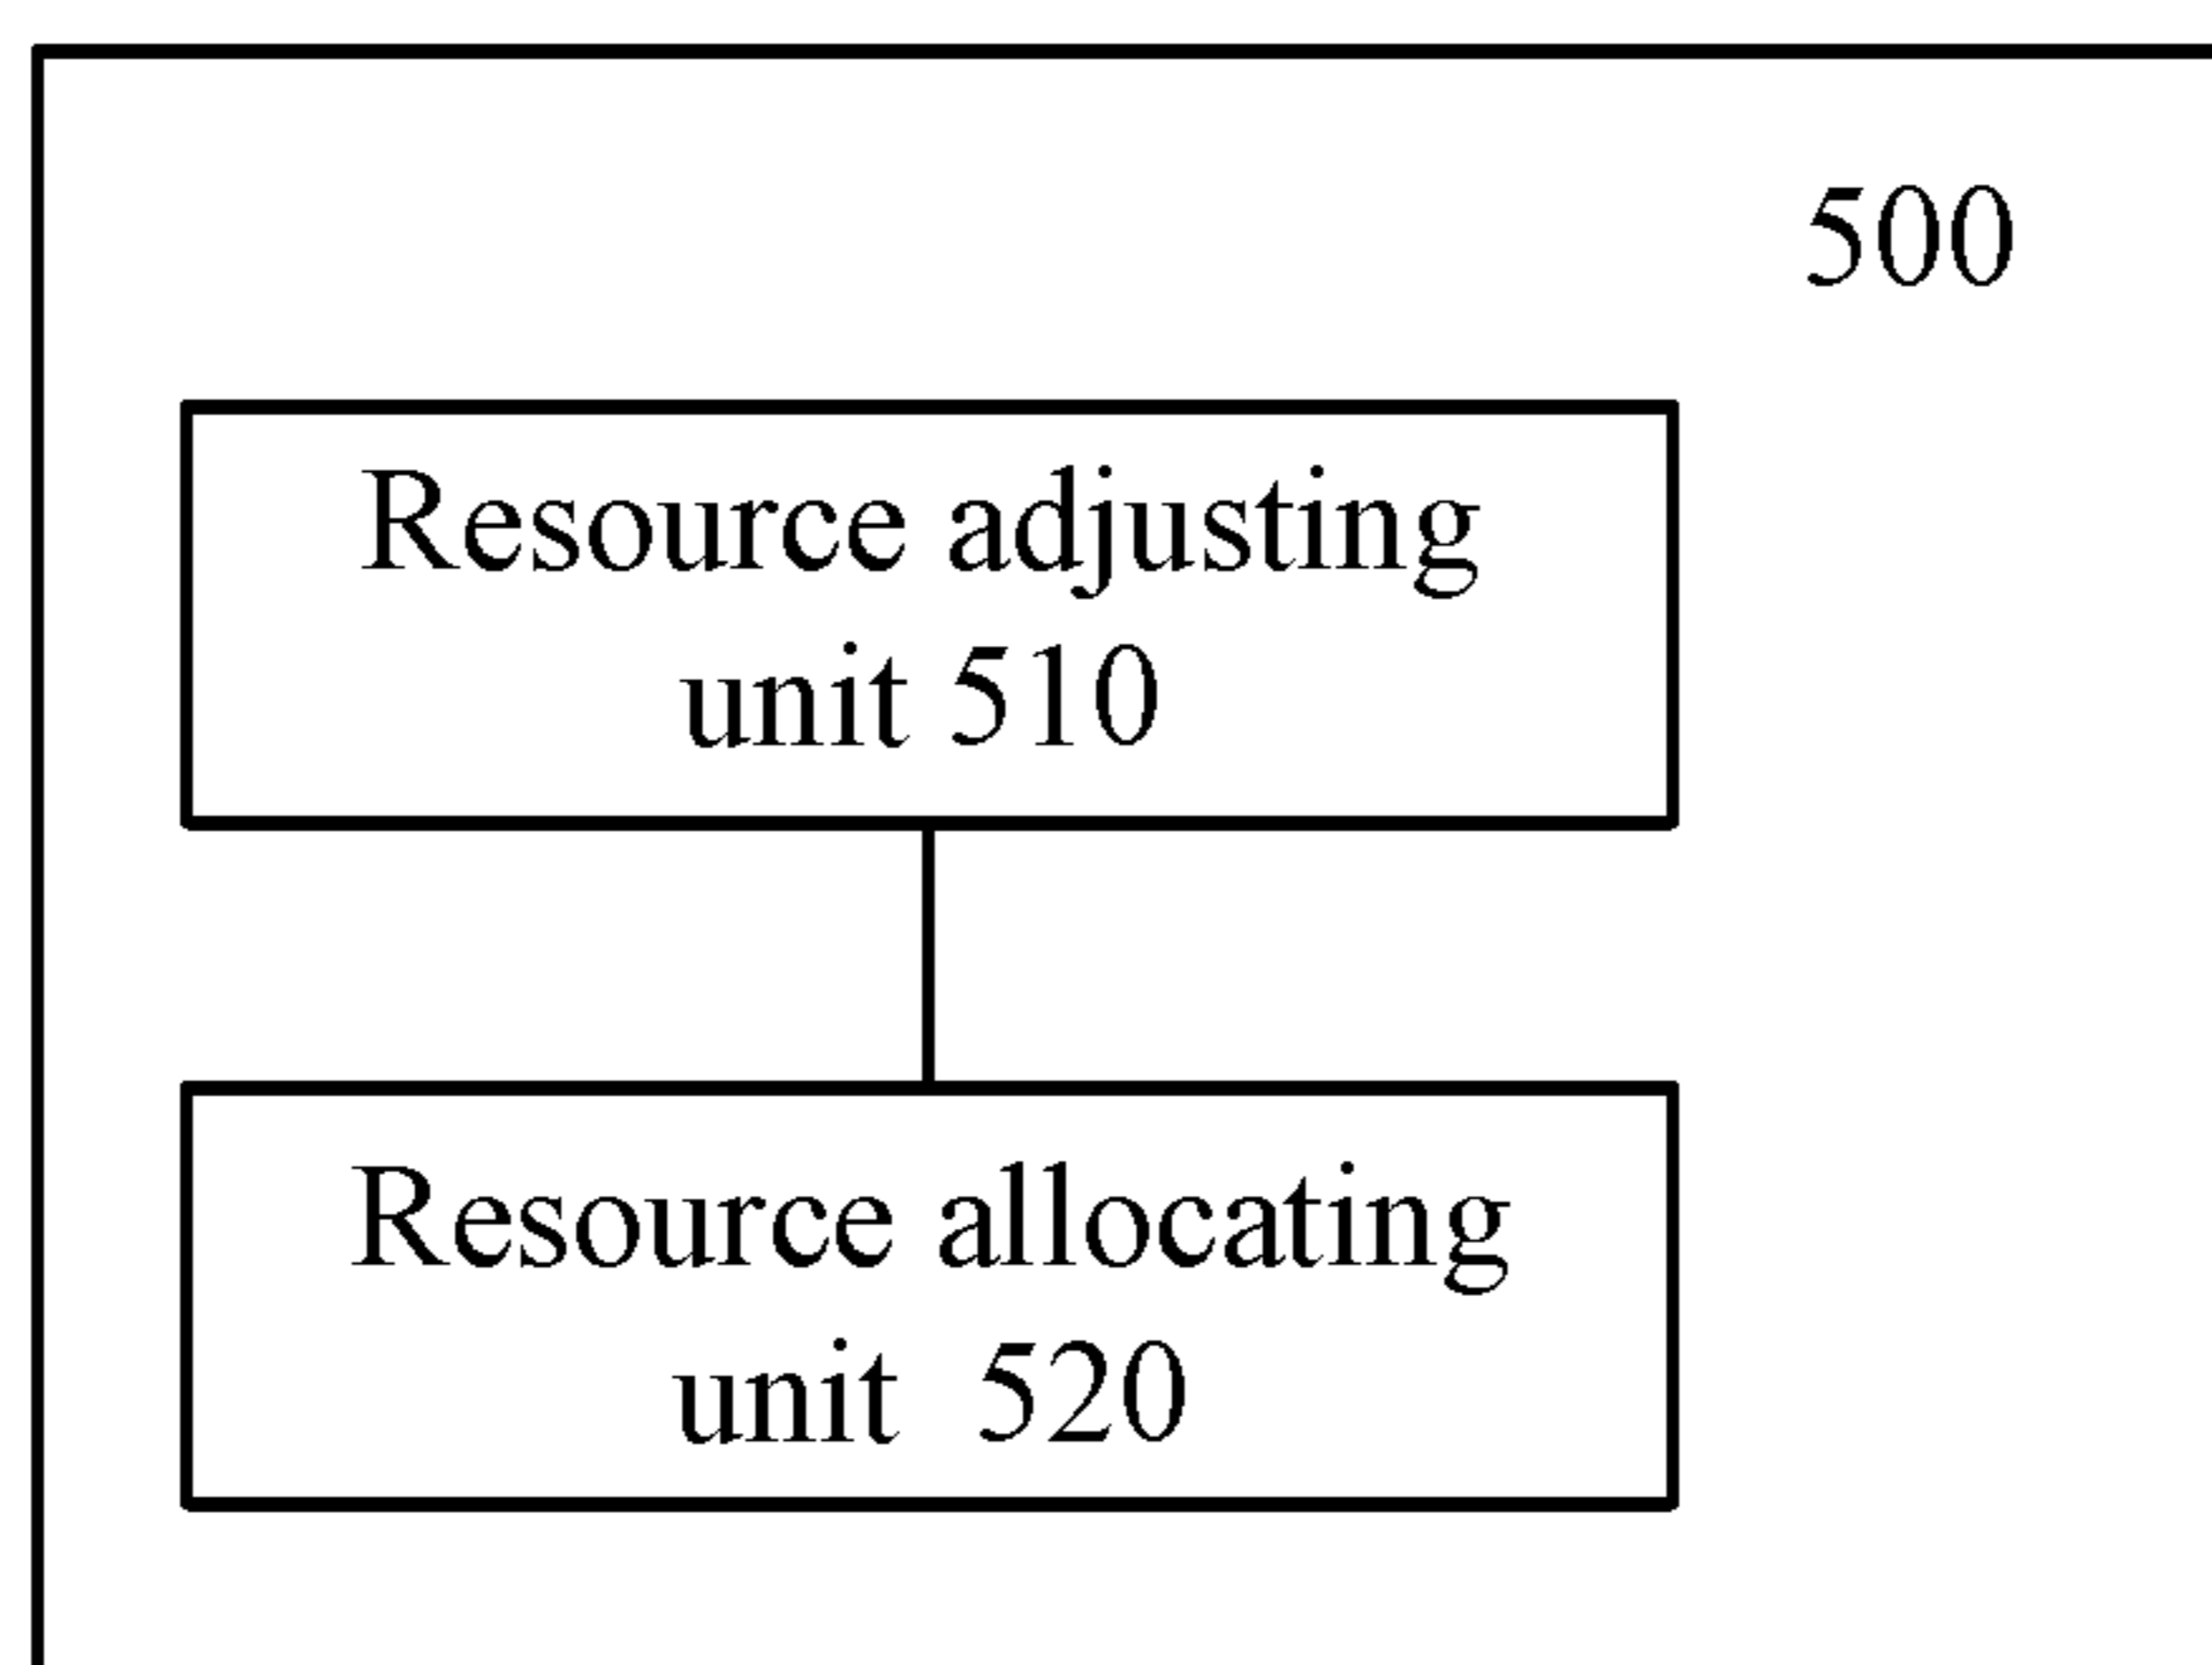 500
Resource adjusting
unit 510
Resource allocating
unit 520